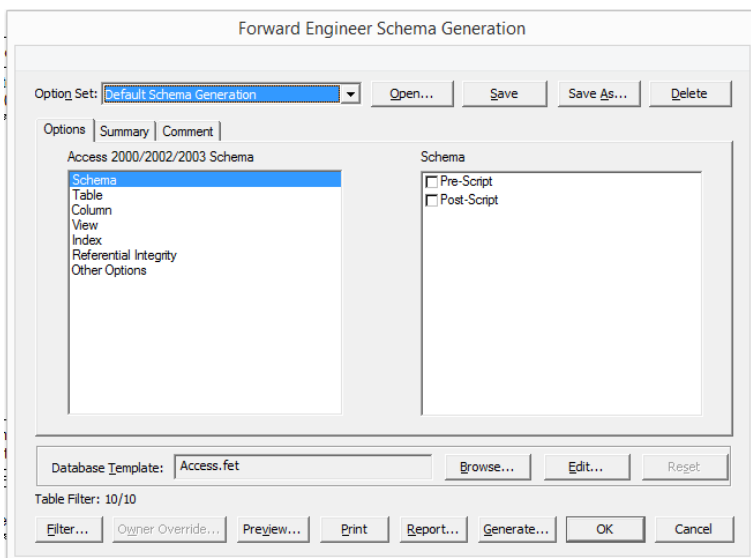 Forward Engineer Schema Generation
Option Set: Default Schema Generation Open... Save Save As... Delete
Options Summary Comment
Access 2000/2002/2003 Schema Schema
Schema Pre-Script
Table Post-Script
Column
View
Index
Referential Integrity
Other Options
Database Template: Access.fet Browse... Edit... Reset
Table Filter: 10/10
Filter... Owner Override... Preview... Print Report... Generate... OK Cancel